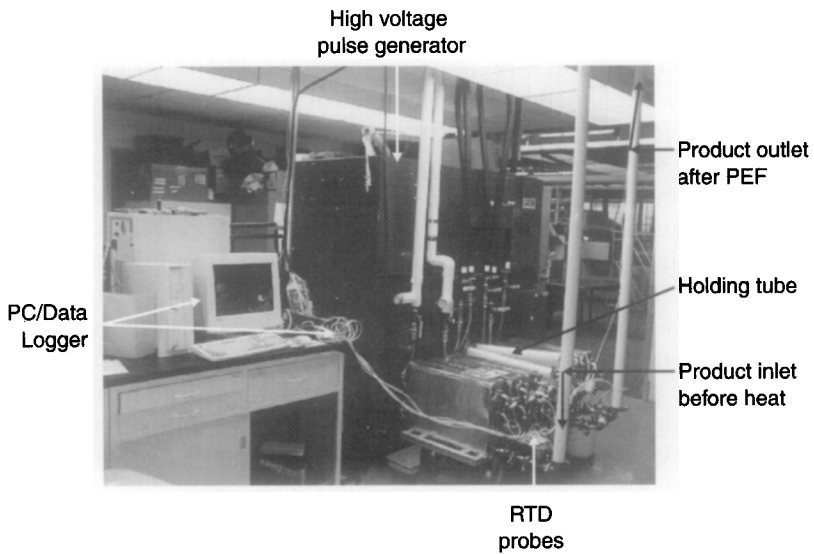 High voltage
pulse generator
Product outlet
after PEF
Holding tube
PC/Data
Logger
Product inlet
before heat
RTD
probes